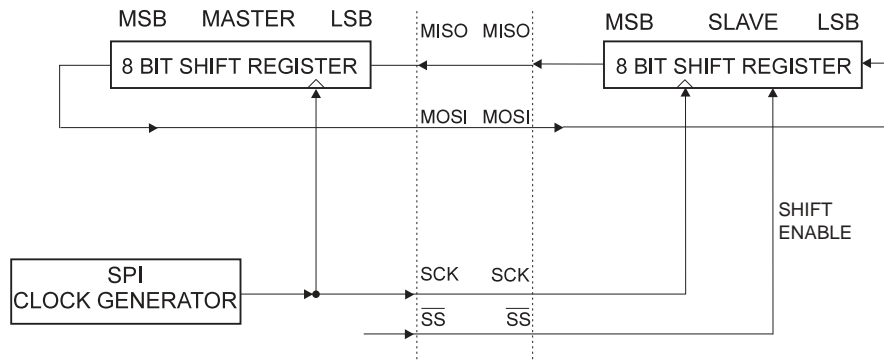 MSB MASTER LSB
MISO MISO
MSB SLAVE LSB
8 BIT SHIFT REGISTER
8 BIT SHIFT REGISTER
MOSI MOSI
SHIFT
ENABLE
SPI
CLOCK GENERATOR
SCK SCK
SS SS